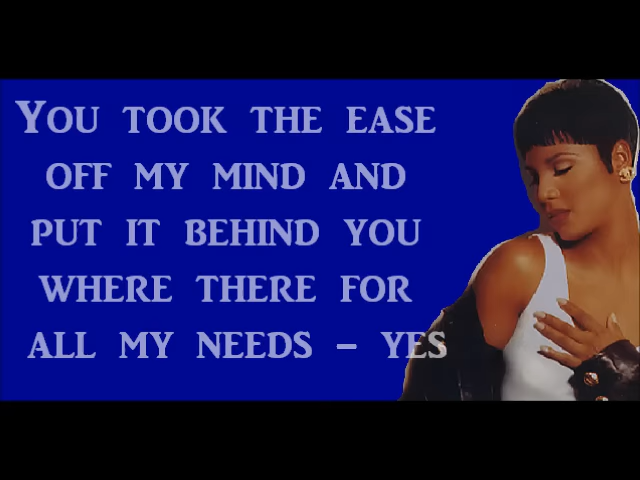 You took the ease
off my mind and
put it behind you
where there for
all my needs – yes